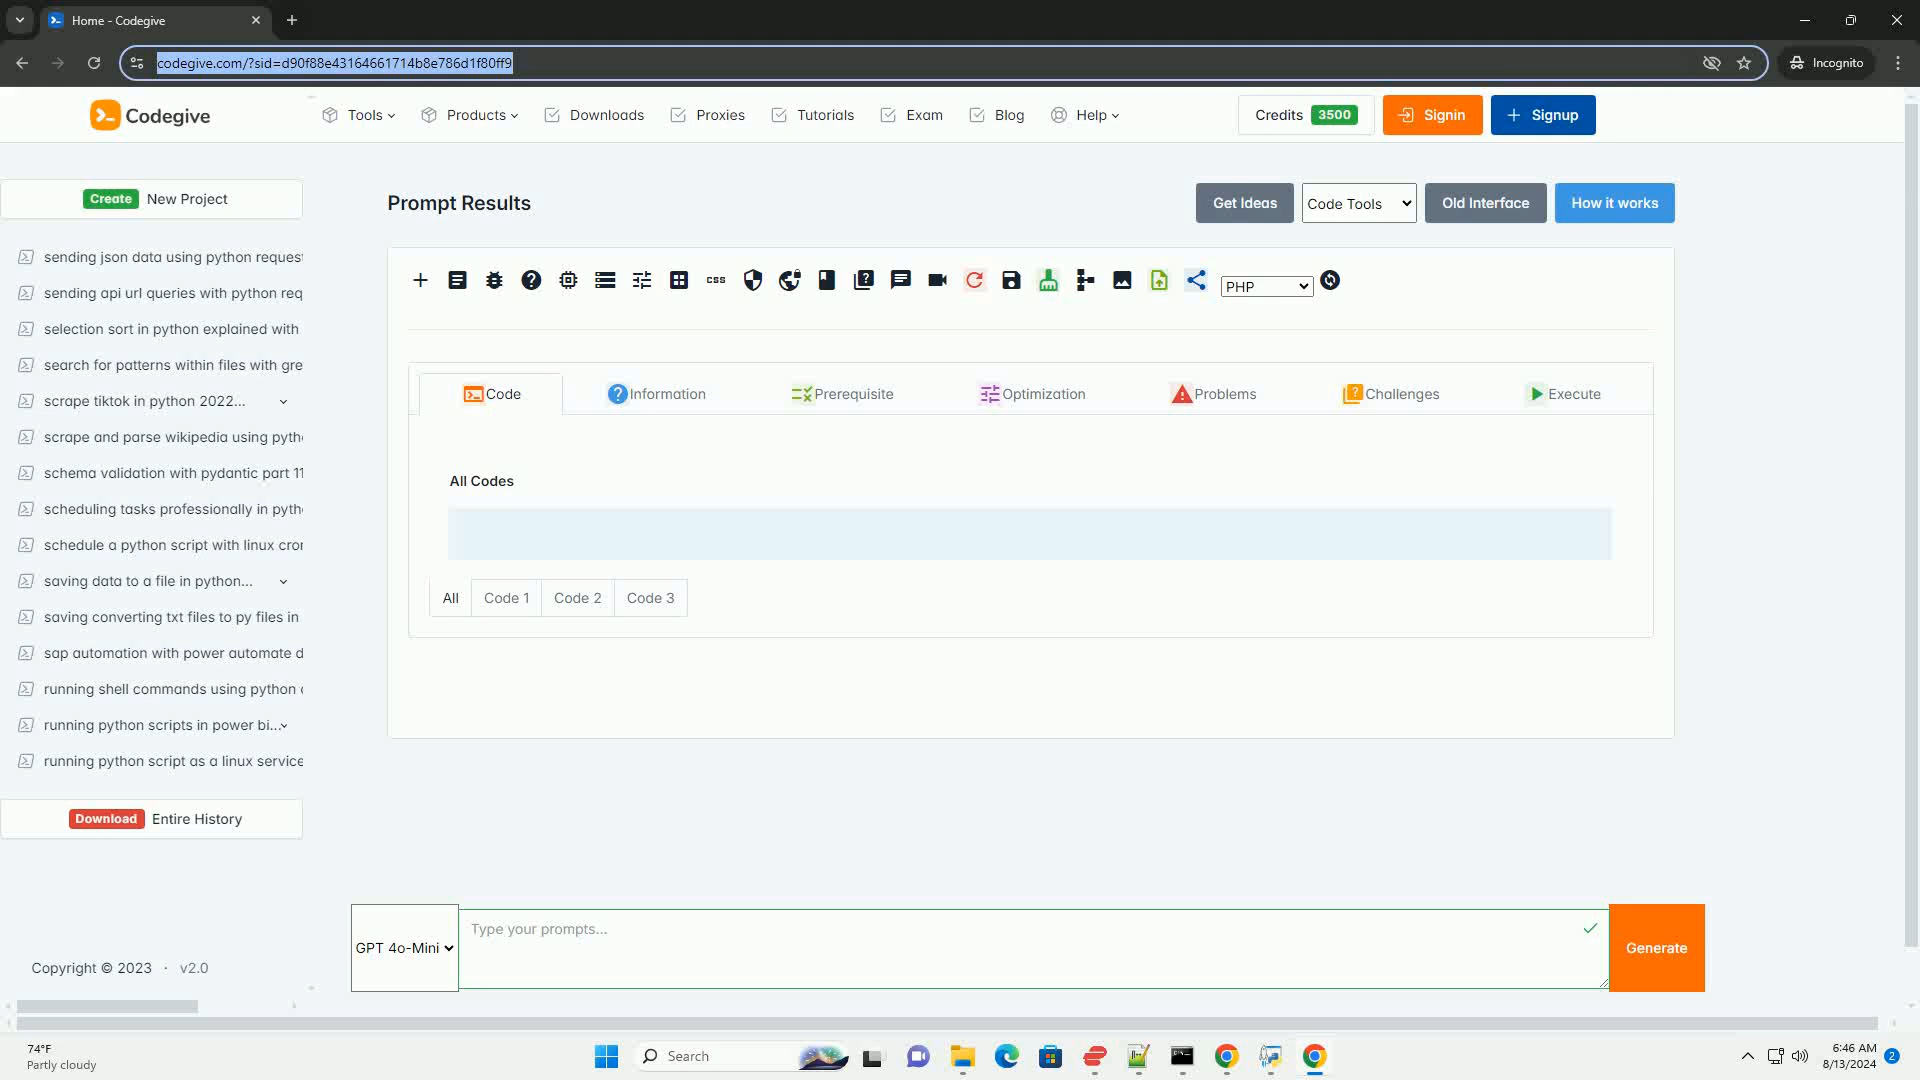 Home - Codegive
codegive.com/?sid=d90f88e43164661714b8e786d1f80ff9
Incognito
Codegive
Tools
Products
Downloads
Proxies
Tutorials
Exam
Blog
Help
Credits 3500
Signin
Signup
Create New Project
sending json data using python request
sending api url queries with python req
selection sort in python explained with
search for patterns within files with gre
scrape tiktok in python 2022...
scrape and parse wikipedia using pyth
schema validation with pydantic part 11
scheduling tasks professionally in pyth
schedule a python script with linux cror
saving data to a file in python...
saving converting txt files to py files in
sap automation with power automate d
running shell commands using python
running python scripts in power bi...
running python script as a linux service
Download Entire History
Copyright © 2023 · v2.0
Prompt Results
Get Ideas
Code Tools
Old Interface
How it works
css
PHP
Code
Information
Prerequisite
Optimization
Problems
Challenges
Execute
All Codes
All
Code 1
Code 2
Code 3
GPT 4o-Mini
Type your prompts...
Generate
74°F
Partly cloudy
Search
6:46 AM
8/13/2024
2